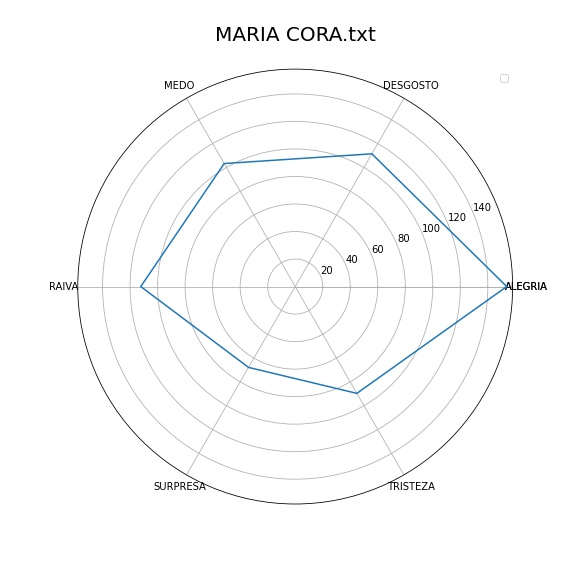 MARIA CORA.txt
MEDO
DESGOSTO
140
120
100
80
60
40
20
RAIVA
ALEGRIA
SURPRESA
TRISTEZA